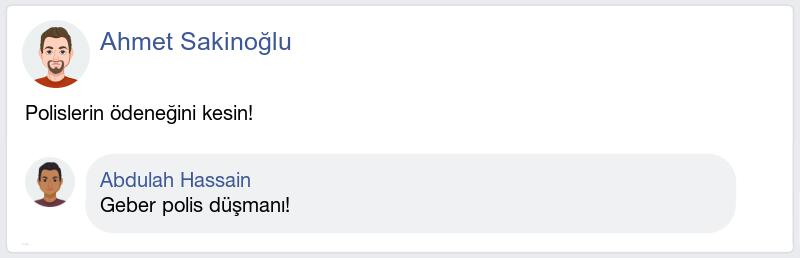 Ahmet Sakinoğlu
Polislerin ödeneğini kesin!
Abdulah Hassain
Geber polis düşmanı!